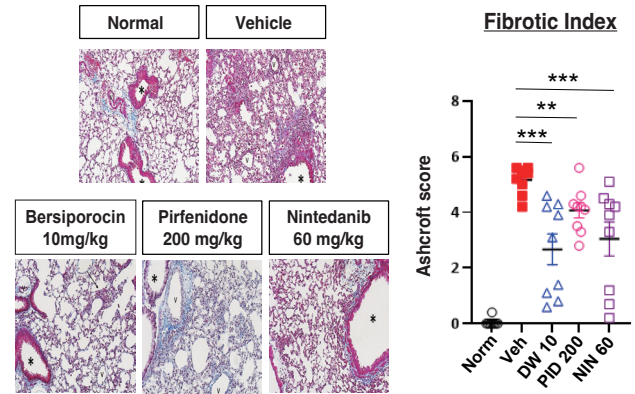 Normal
Vehicle
*
*
*
Bersiporocin
10mg/kg
Pirfenidone
200 mg/kg
Nintedanib
60 mg/kg
*
*
V
*
V
V
Fibrotic Index
***
**
***
Ashcroft score
8
6
4
2
0
Norm
Veh
DW 10
PID 200
NIN 60